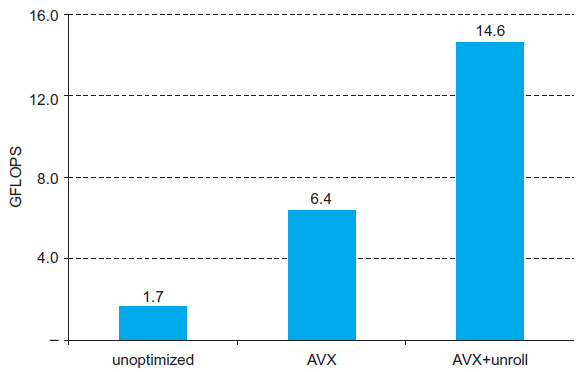 16.0
14.6
12.0
GFLOPS
8.0
6.4
4.0
1.7
–
unoptimized
AVX
AVX+unroll